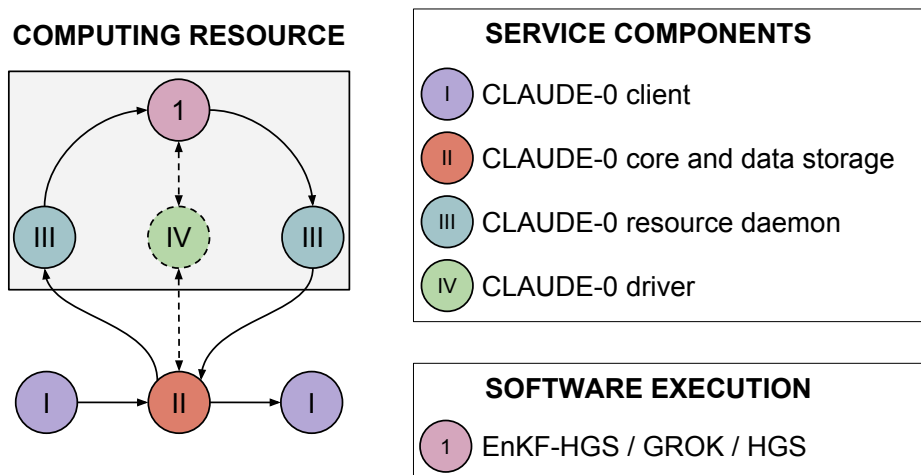 COMPUTING RESOURCE
1
III
IV
III
I
II
I
SERVICE COMPONENTS
I CLAUDE-0 client
II CLAUDE-0 core and data storage
III CLAUDE-0 resource daemon
IV CLAUDE-0 driver
SOFTWARE EXECUTION
1 EnKF-HGS / GROK / HGS